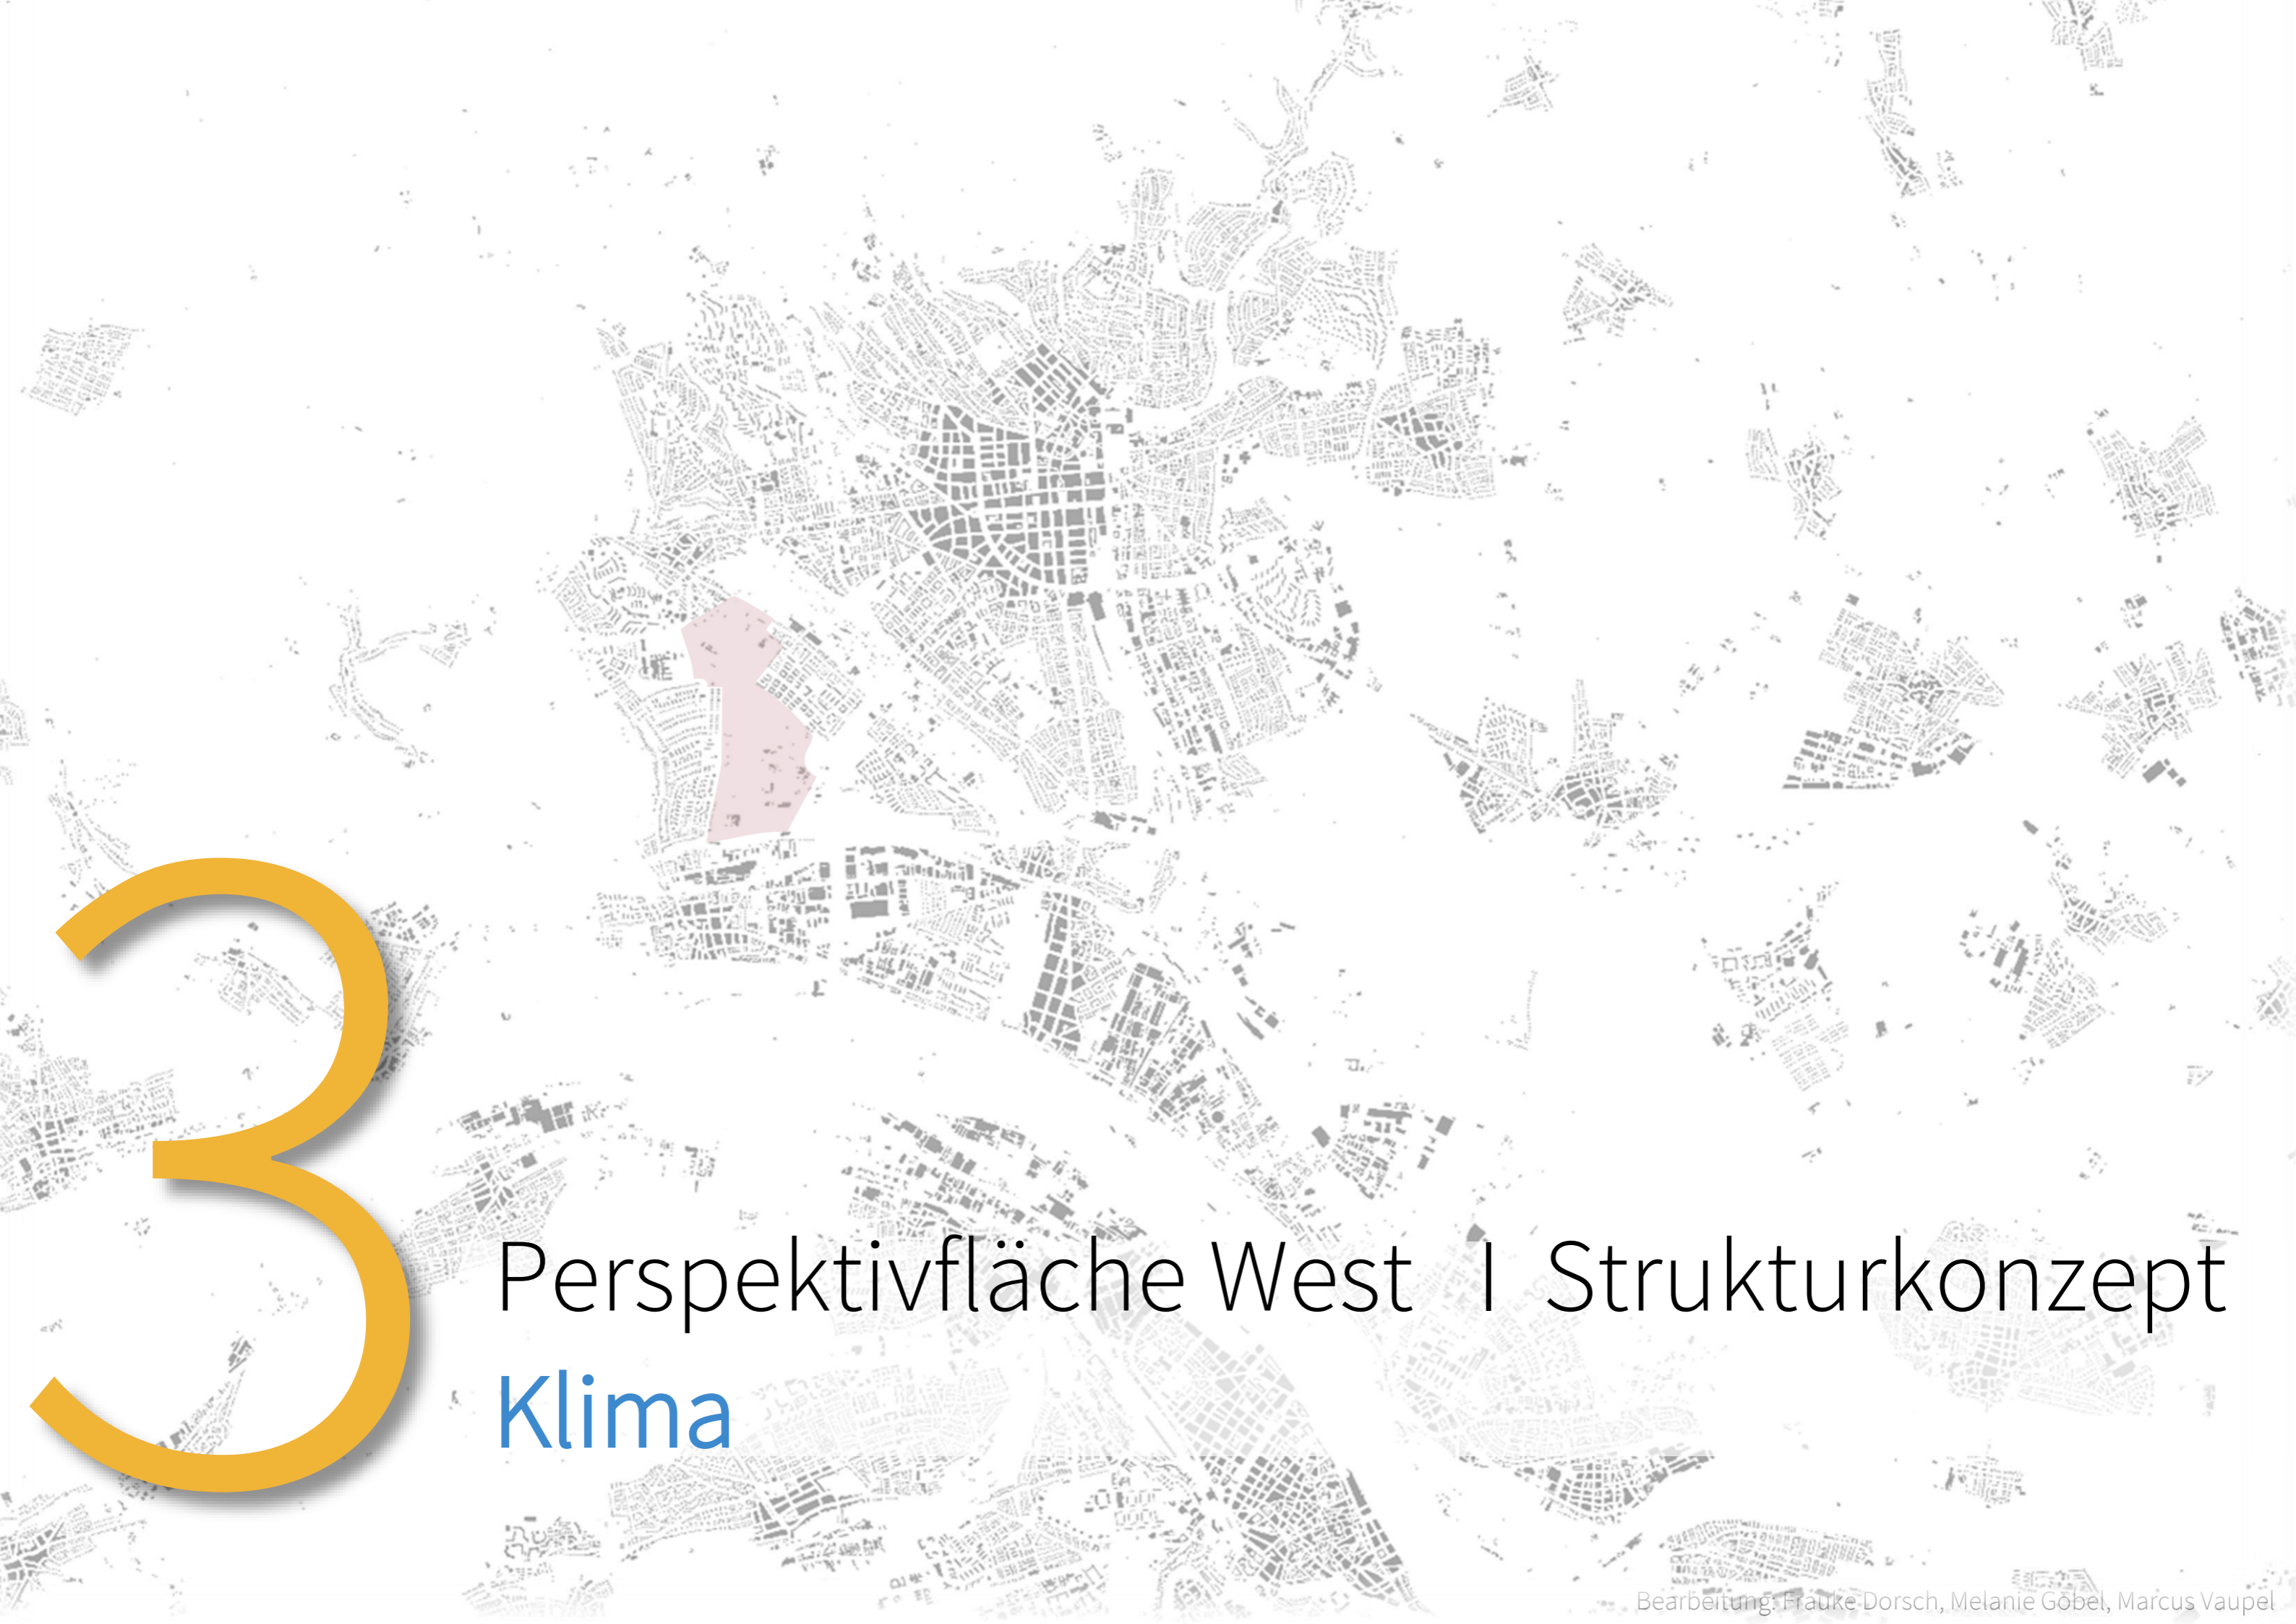 3
Perspektivfläche West I Strukturkonzept
Klima
Bearbeitung: Frauke Dorsch, Melanie Göbel, Marcus Vaupel